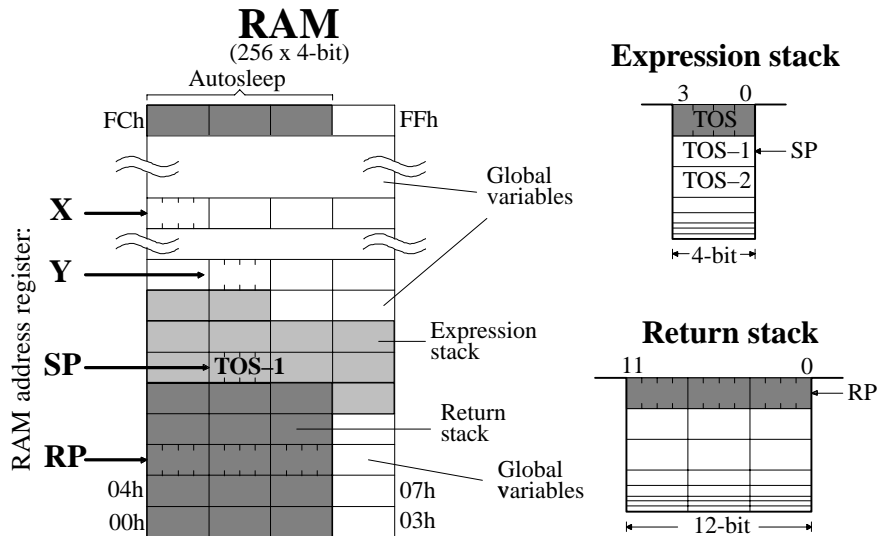 RAM
(256 x 4-bit)
Autosleep
FCh
FFh
Global
variables
X
Y
RAM address register:
Expression
stack
SP
TOS–1
Return
stack
RP
Global
variables
04h
07h
00h
03h
Expression stack
3 0
TOS
TOS–1
SP
TOS–2
4-bit
Return stack
11 0
RP
12-bit